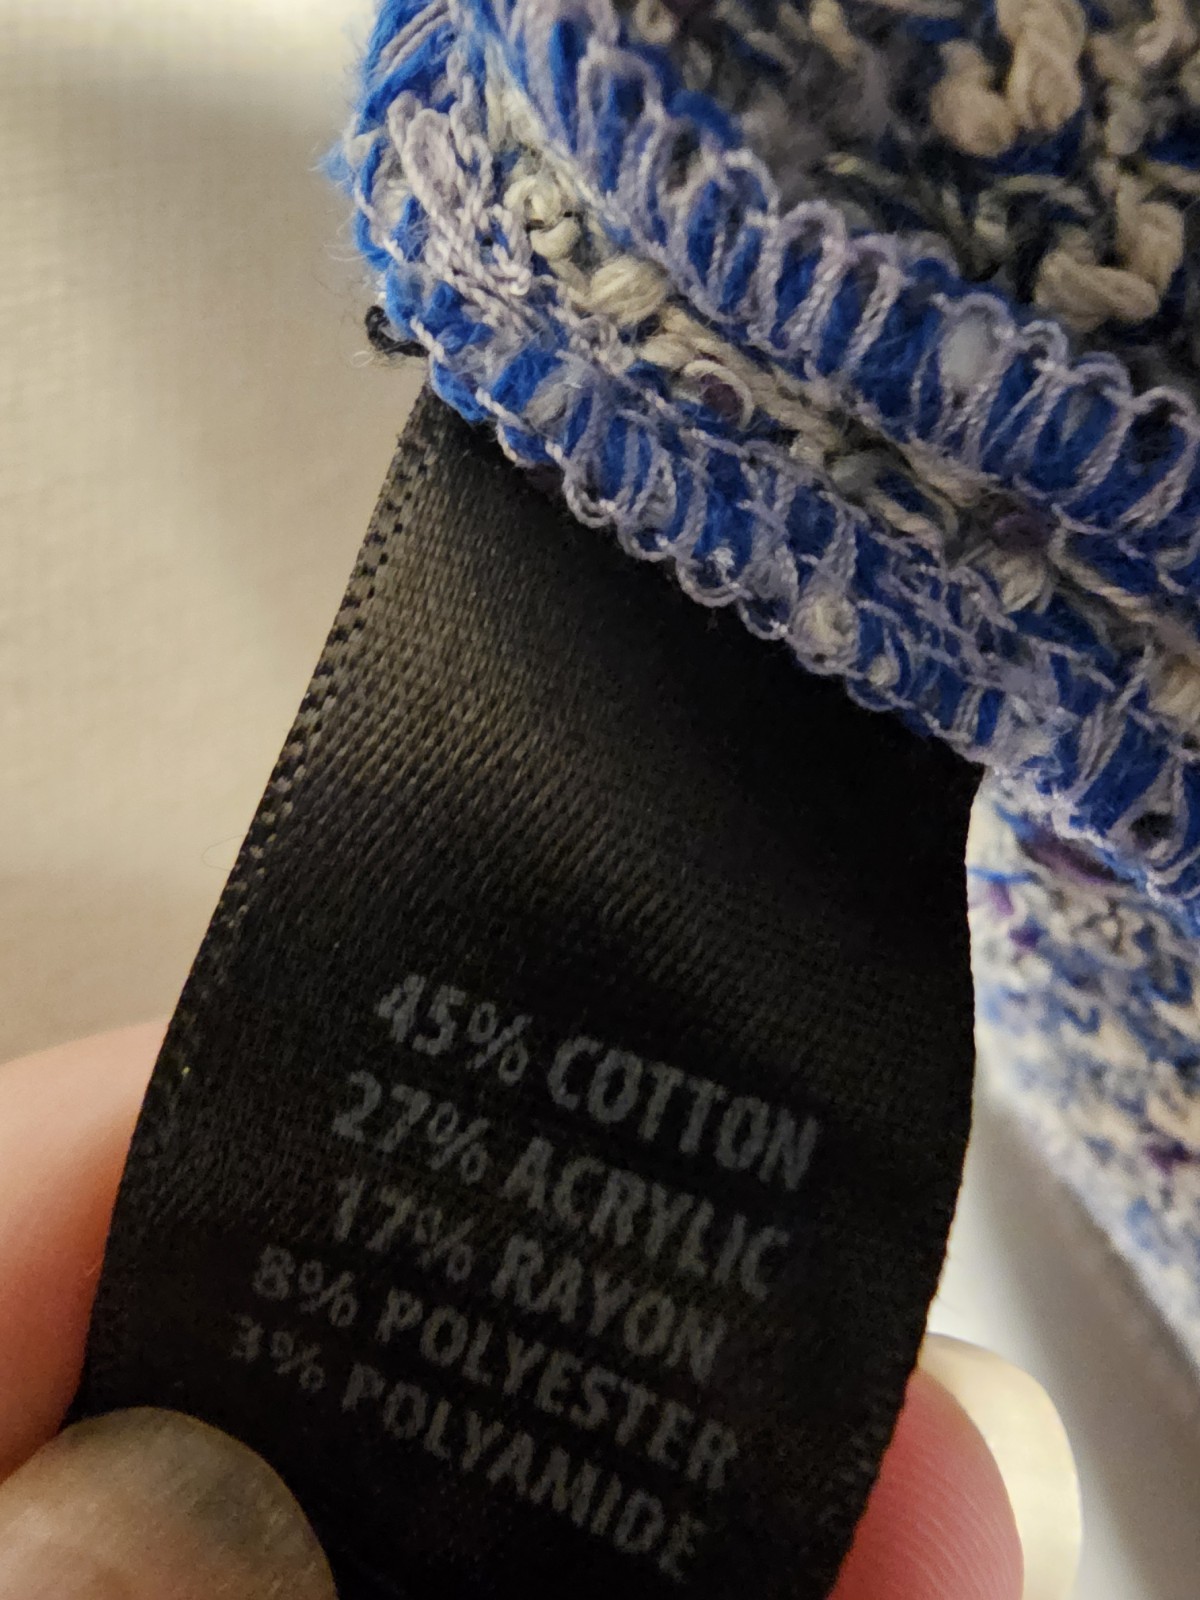 45% COTTON
27% ACRYLIC
17% RAYON
8% POLYESTER
3% POLYAMIDE